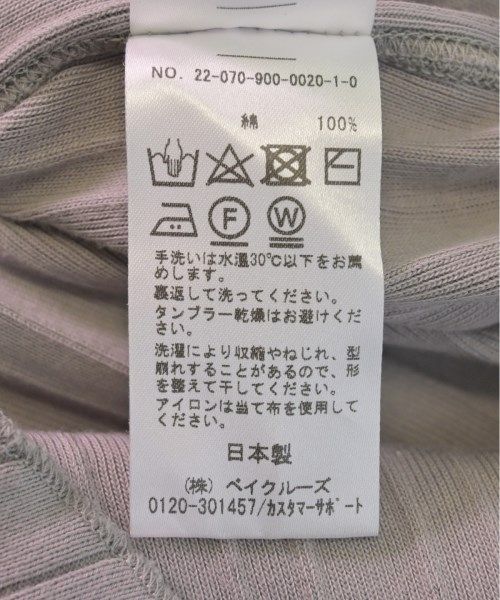 NO. 22-070-900-0020-1-0
綿 100%
F W
手洗いは水温30℃以下をお薦
めします。
裏返して洗ってください。
タンブラー乾燥はお避けくだ
さい。
洗濯により収縮やねじれ、型
崩れすることがあるので、形
を整えて干してください。
アイロンは当て布を使用して
ください。
日本製
(株) ベイクルーズ
0120-301457/カスタマーサポート